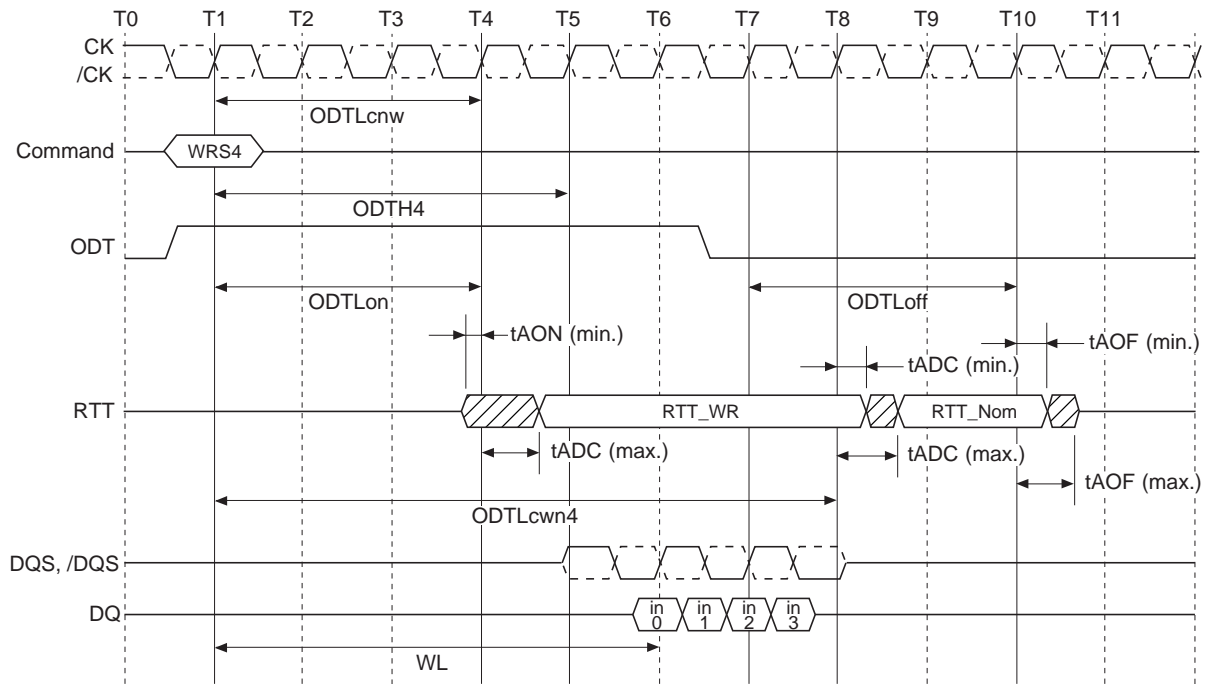 T0 T1 T2 T3 T4 T5 T6 T7 T8 T9 T10 T11
CK
/CK
ODTLcnw
Command
WRS4
ODTH4
ODT
ODTLon
ODTLoff
tAON (min.)
tAOF (min.)
tADC (min.)
RTT
RTT_WR
RTT_Nom
tADC (max.)
tADC (max.)
tAOF (max.)
ODTLcwn4
DQS, /DQS
DQ
in 0
in 1
in 2
in 3
WL